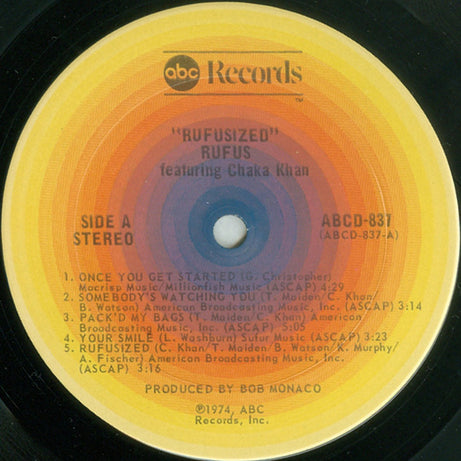 abc Records
TM
"RUFUSIZED"
RUFUS
featuring Chaka Khan
SIDE A
STEREO
ABCD-837
(ABCD-837-A)
1. ONCE YOU GET STARTED (G. Christopher)
Macrisp Music/Millionfish Music (ASCAP) 4:29
2. SOMEBODY'S WATCHING YOU (T. Maiden/C. Khan/
B. Watson) American Broadcasting Music, Inc. (ASCAP) 3:14
3. PACK'D MY BAGS (T. Maiden/C. Khan) American
Broadcasting Music, Inc. (ASCAP) 5:05
4. YOUR SMILE (L. Washburn) Sufur Music (ASCAP) 3:23
5. RUFUSIZED (C. Khan/T. Maiden/B. Watson/K. Murphy/
A. Fischer) American Broadcasting Music, Inc.
(ASCAP) 3:16
PRODUCED BY BOB MONACO
℗1974, ABC
Records, Inc.